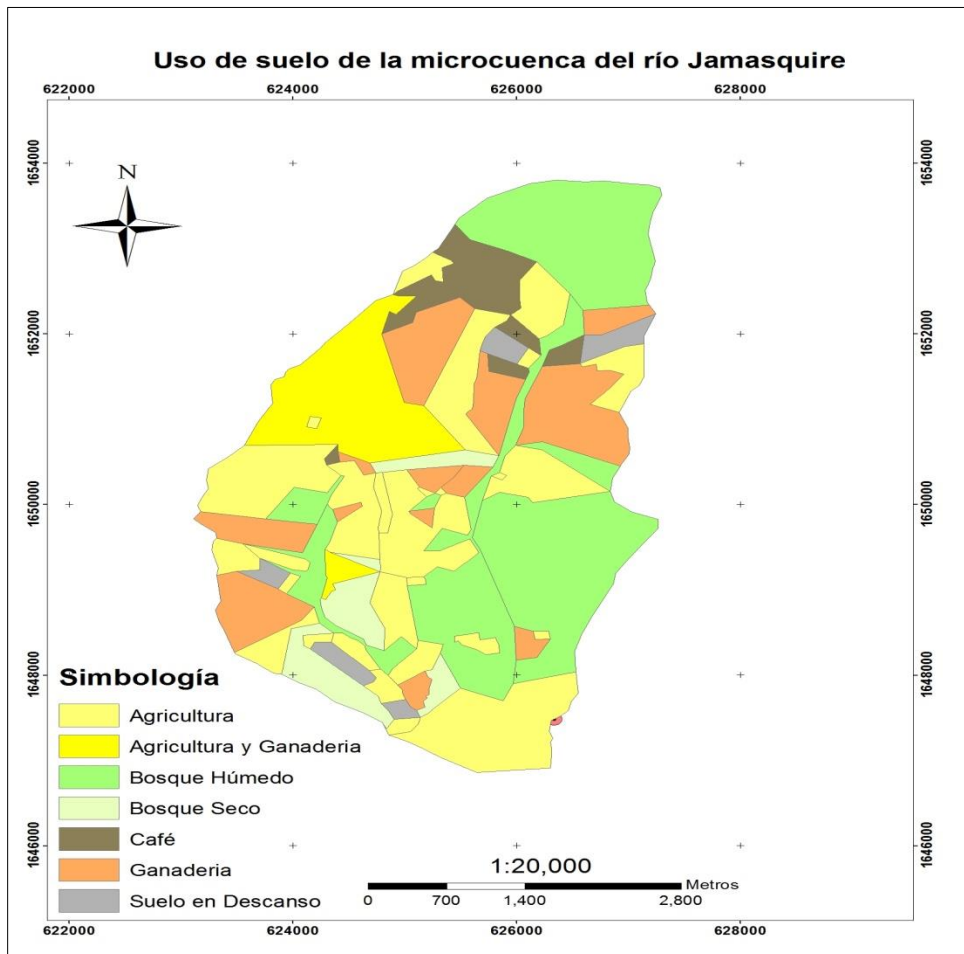 Uso de suelo de la microcuenca del río Jamasquire
622000 624000 626000 628000
1654000 1654000
N
1652000 1652000
1650000 1650000
1648000 1648000
Simbología
Agricultura
Agricultura y Ganaderia
Bosque Húmedo
Bosque Seco
Café
Ganaderia
Suelo en Descanso
1646000 1646000
1:20,000
Metros
0 700 1,400 2,800
622000 624000 626000 628000